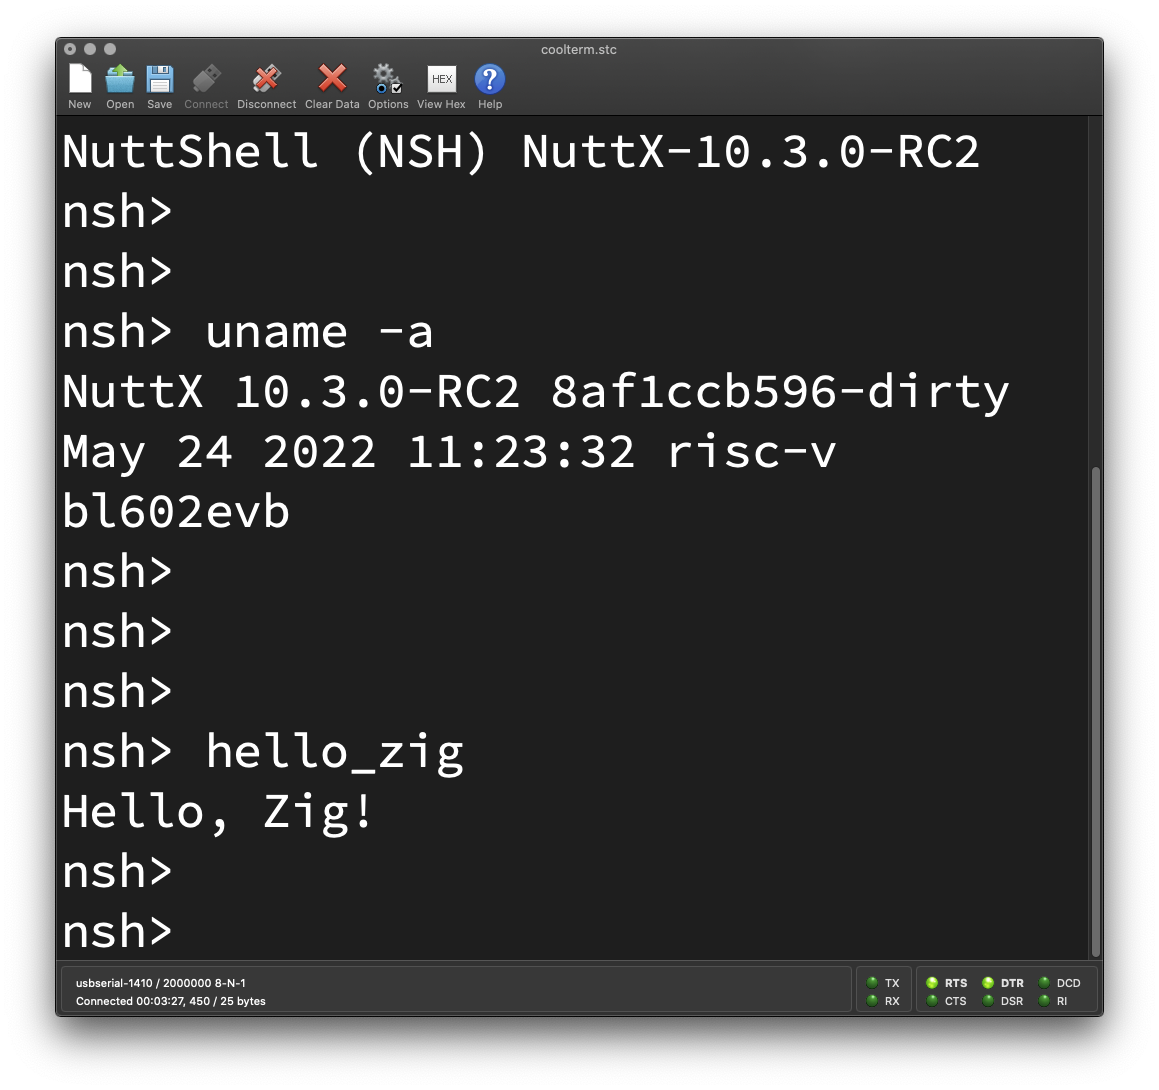 coolterm.stc
New Open Save Connect Disconnect Clear Data Options View Hex Help
HEX
NuttShell (NSH) NuttX-10.3.0-RC2
nsh>
nsh>
nsh> uname -a
NuttX 10.3.0-RC2 8af1ccb596-dirty
May 24 2022 11:23:32 risc-v
bl602evb
nsh>
nsh>
nsh>
nsh> hello_zig
Hello, Zig!
nsh>
nsh>
usbserial-1410 / 2000000 8-N-1
Connected 00:03:27, 450 / 25 bytes
TX RTS DTR DCD
RX CTS DSR RI